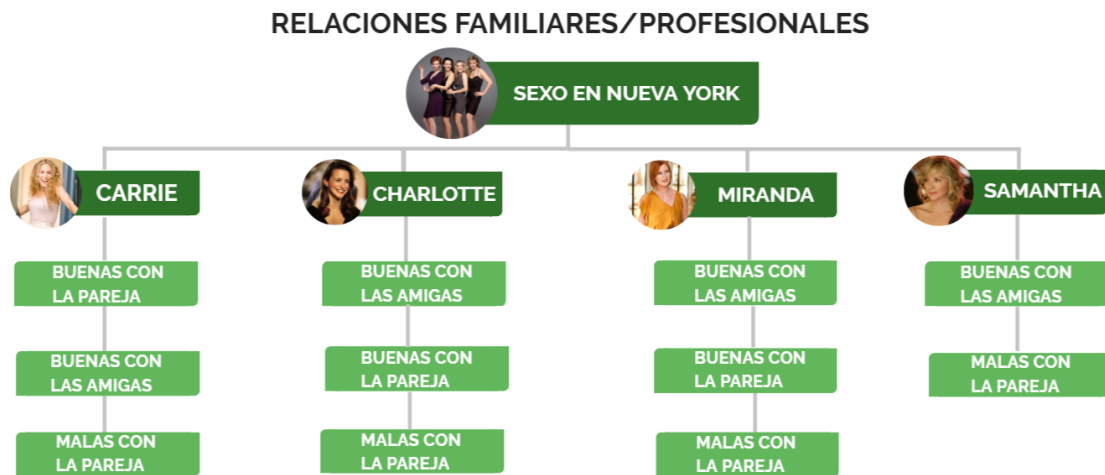 RELACIONES FAMILIARES/PROFESIONALES
SEXO EN NUEVA YORK
CARRIE
CHARLOTTE
MIRANDA
SAMANTHA
BUENAS CON
LA PAREJA
BUENAS CON
LAS AMIGAS
BUENAS CON
LAS AMIGAS
BUENAS CON
LAS AMIGAS
BUENAS CON
LAS AMIGAS
BUENAS CON
LA PAREJA
BUENAS CON
LA PAREJA
MALAS CON
LA PAREJA
MALAS CON
LA PAREJA
MALAS CON
LA PAREJA
MALAS CON
LA PAREJA